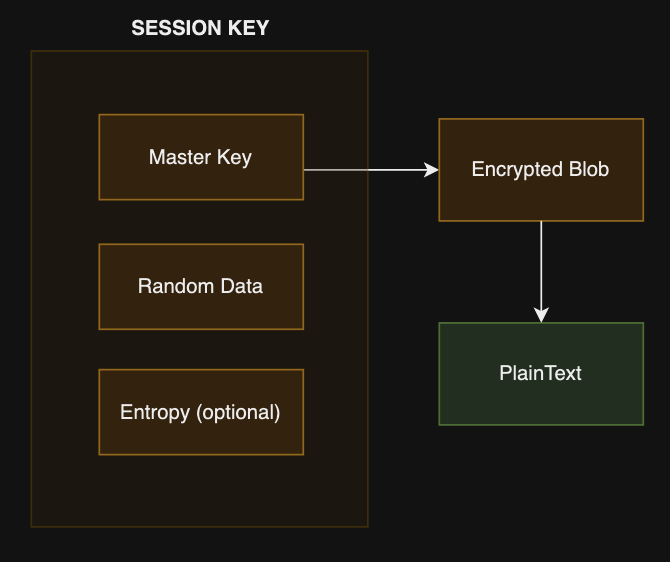 SESSION KEY
Master Key
Random Data
Entropy (optional)
Encrypted Blob
PlainText